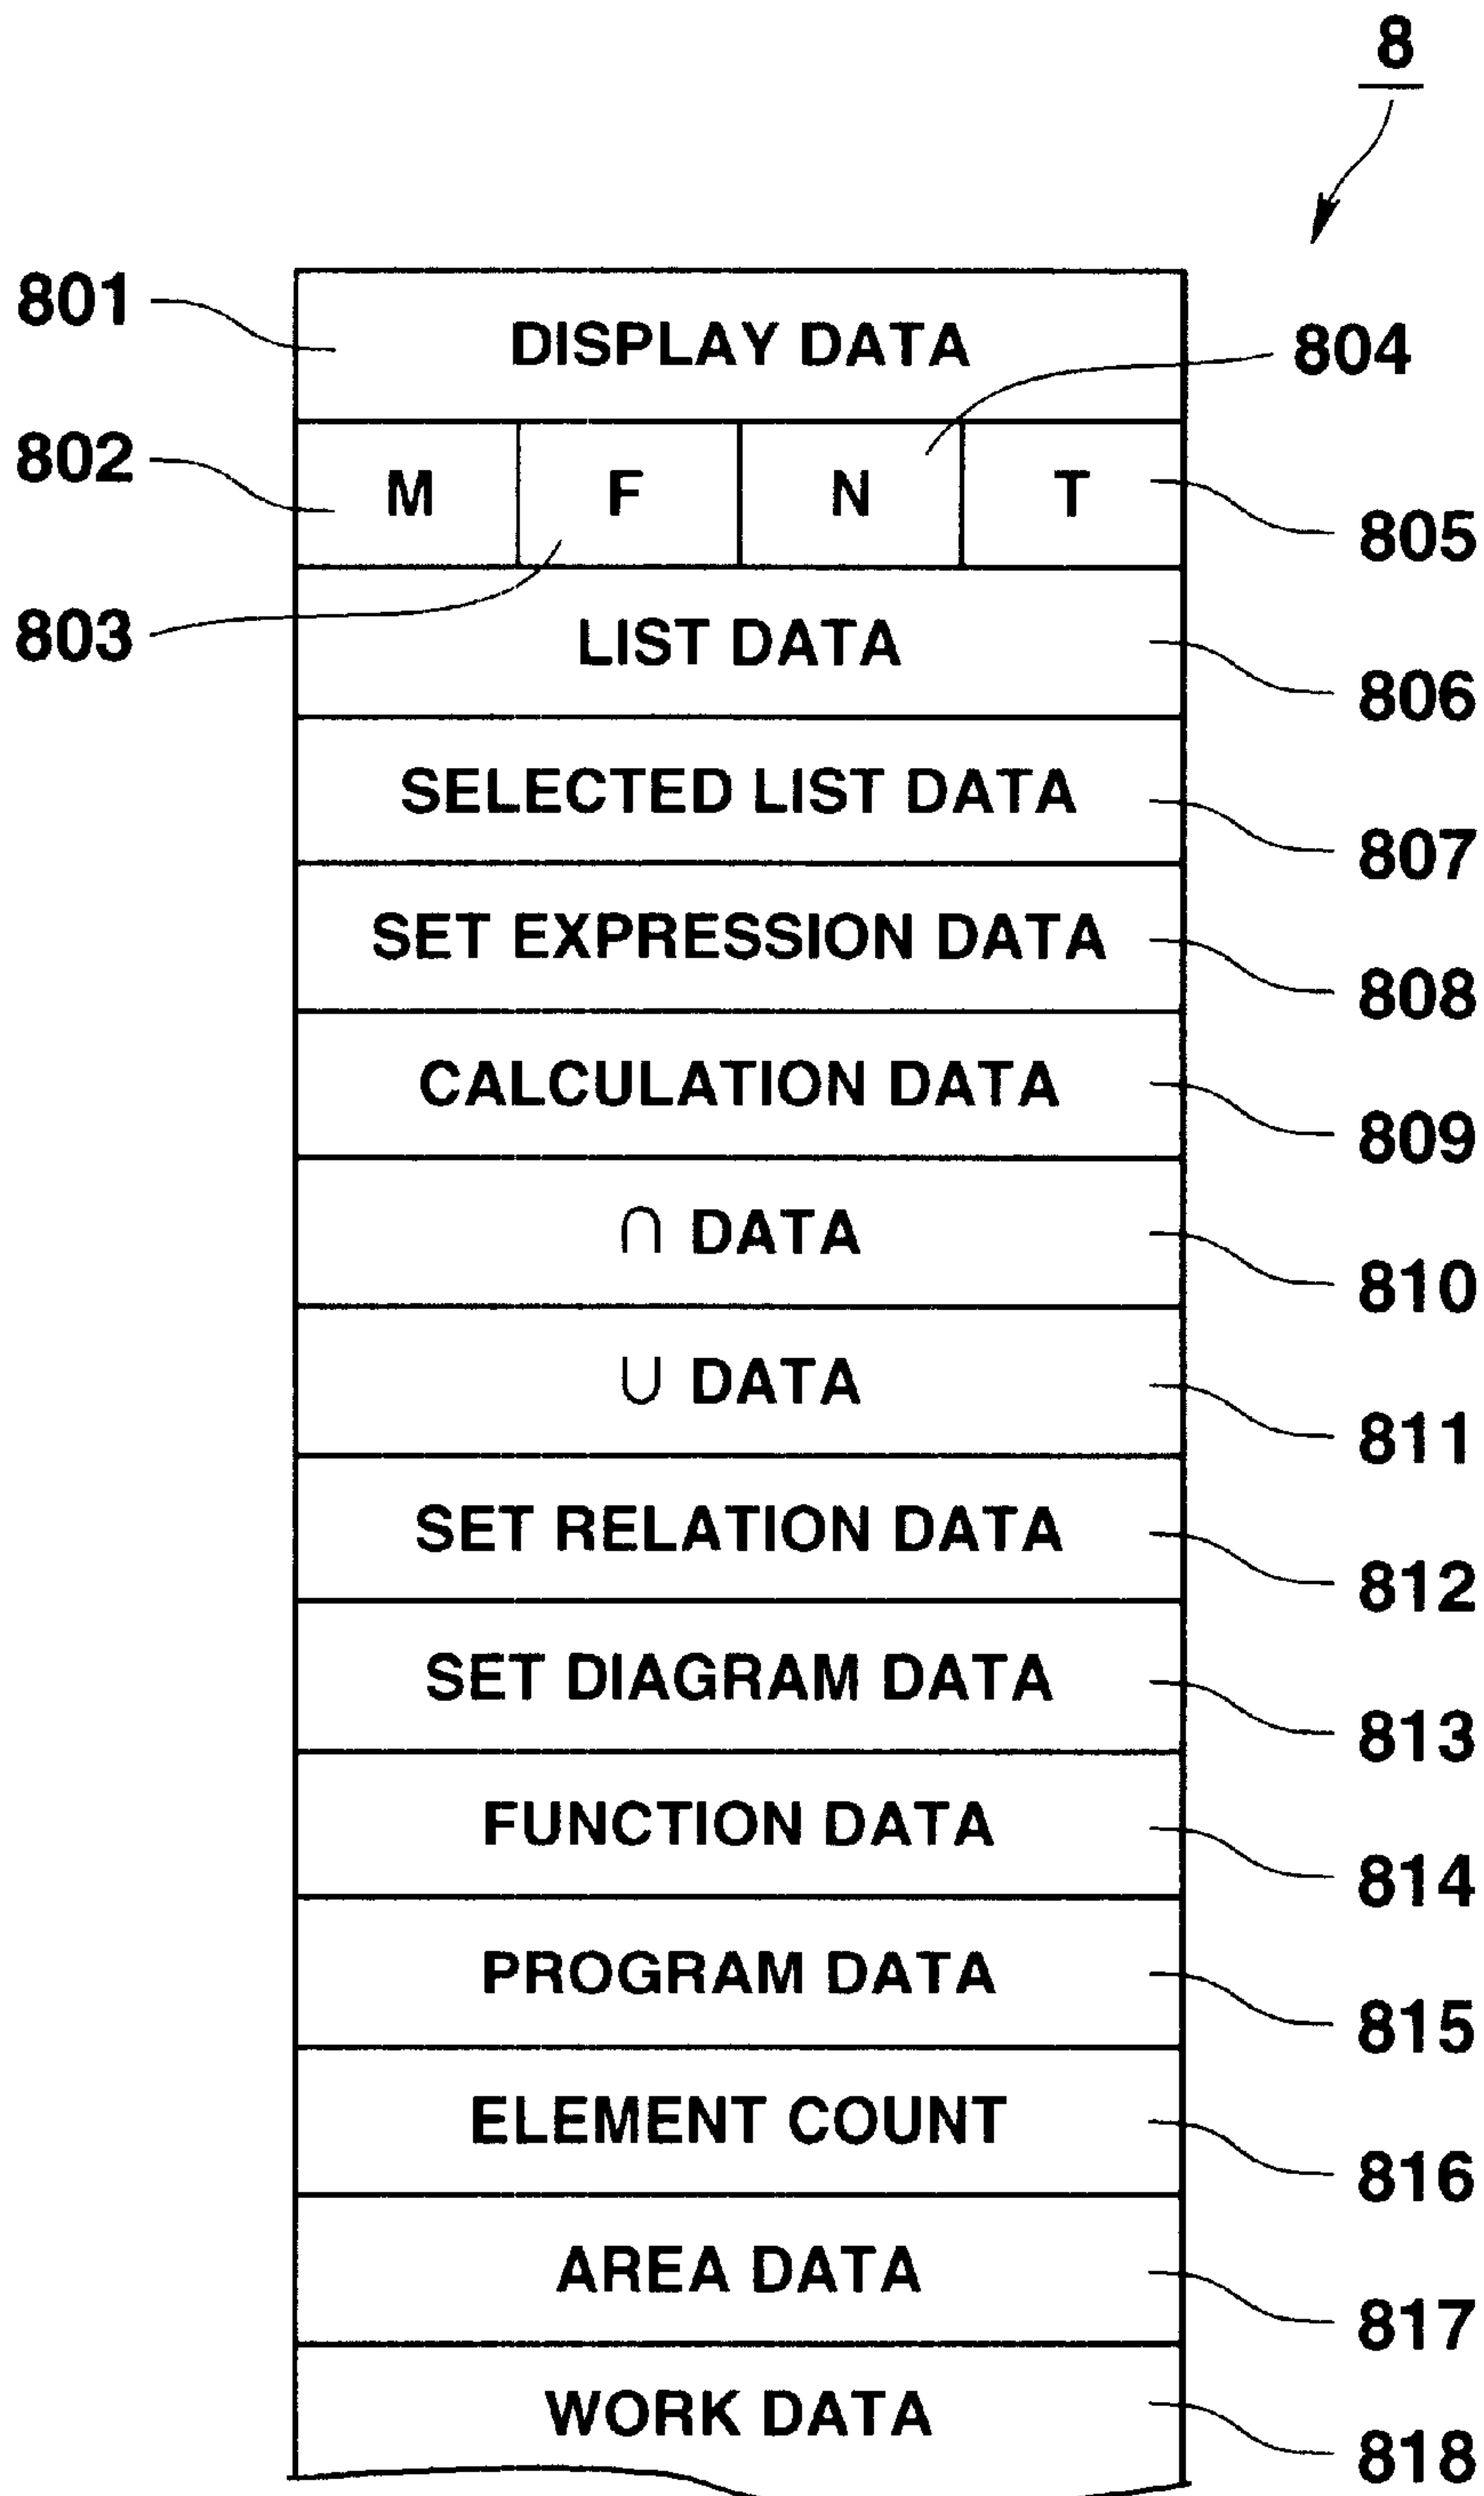 8
801 DISPLAY DATA 804
802 M F N T 805
803 LIST DATA 806
SELECTED LIST DATA 807
SET EXPRESSION DATA 808
CALCULATION DATA 809
∩ DATA 810
∪ DATA 811
SET RELATION DATA 812
SET DIAGRAM DATA 813
FUNCTION DATA 814
PROGRAM DATA 815
ELEMENT COUNT 816
AREA DATA 817
WORK DATA 818